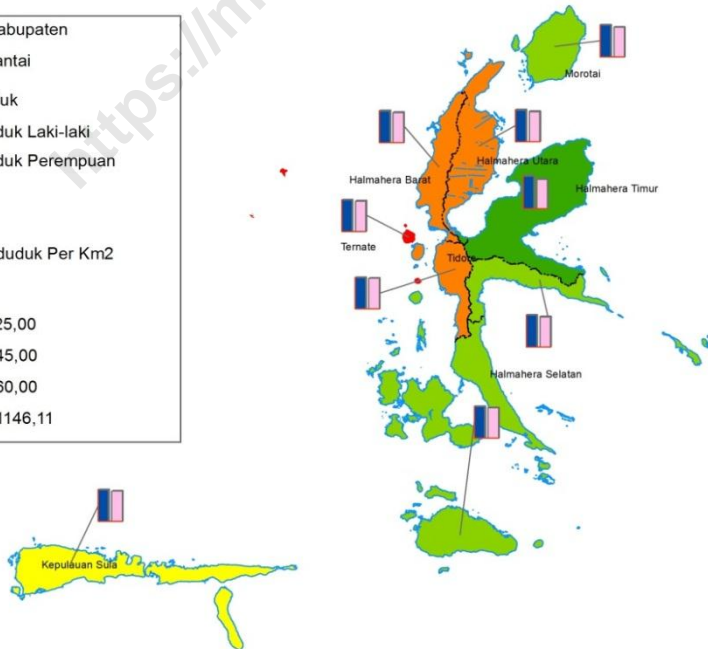 abupaten
antai
uk
duk Laki-laki
duk Perempuan
duduk Per Km2
25,00
45,00
60,00
1146,11
https://m
Morotai
Halmahera Utara
Halmahera Barat
Halmahera Timur
Ternate
Tidore
Halmahera Selatan
Kepulauan Sula